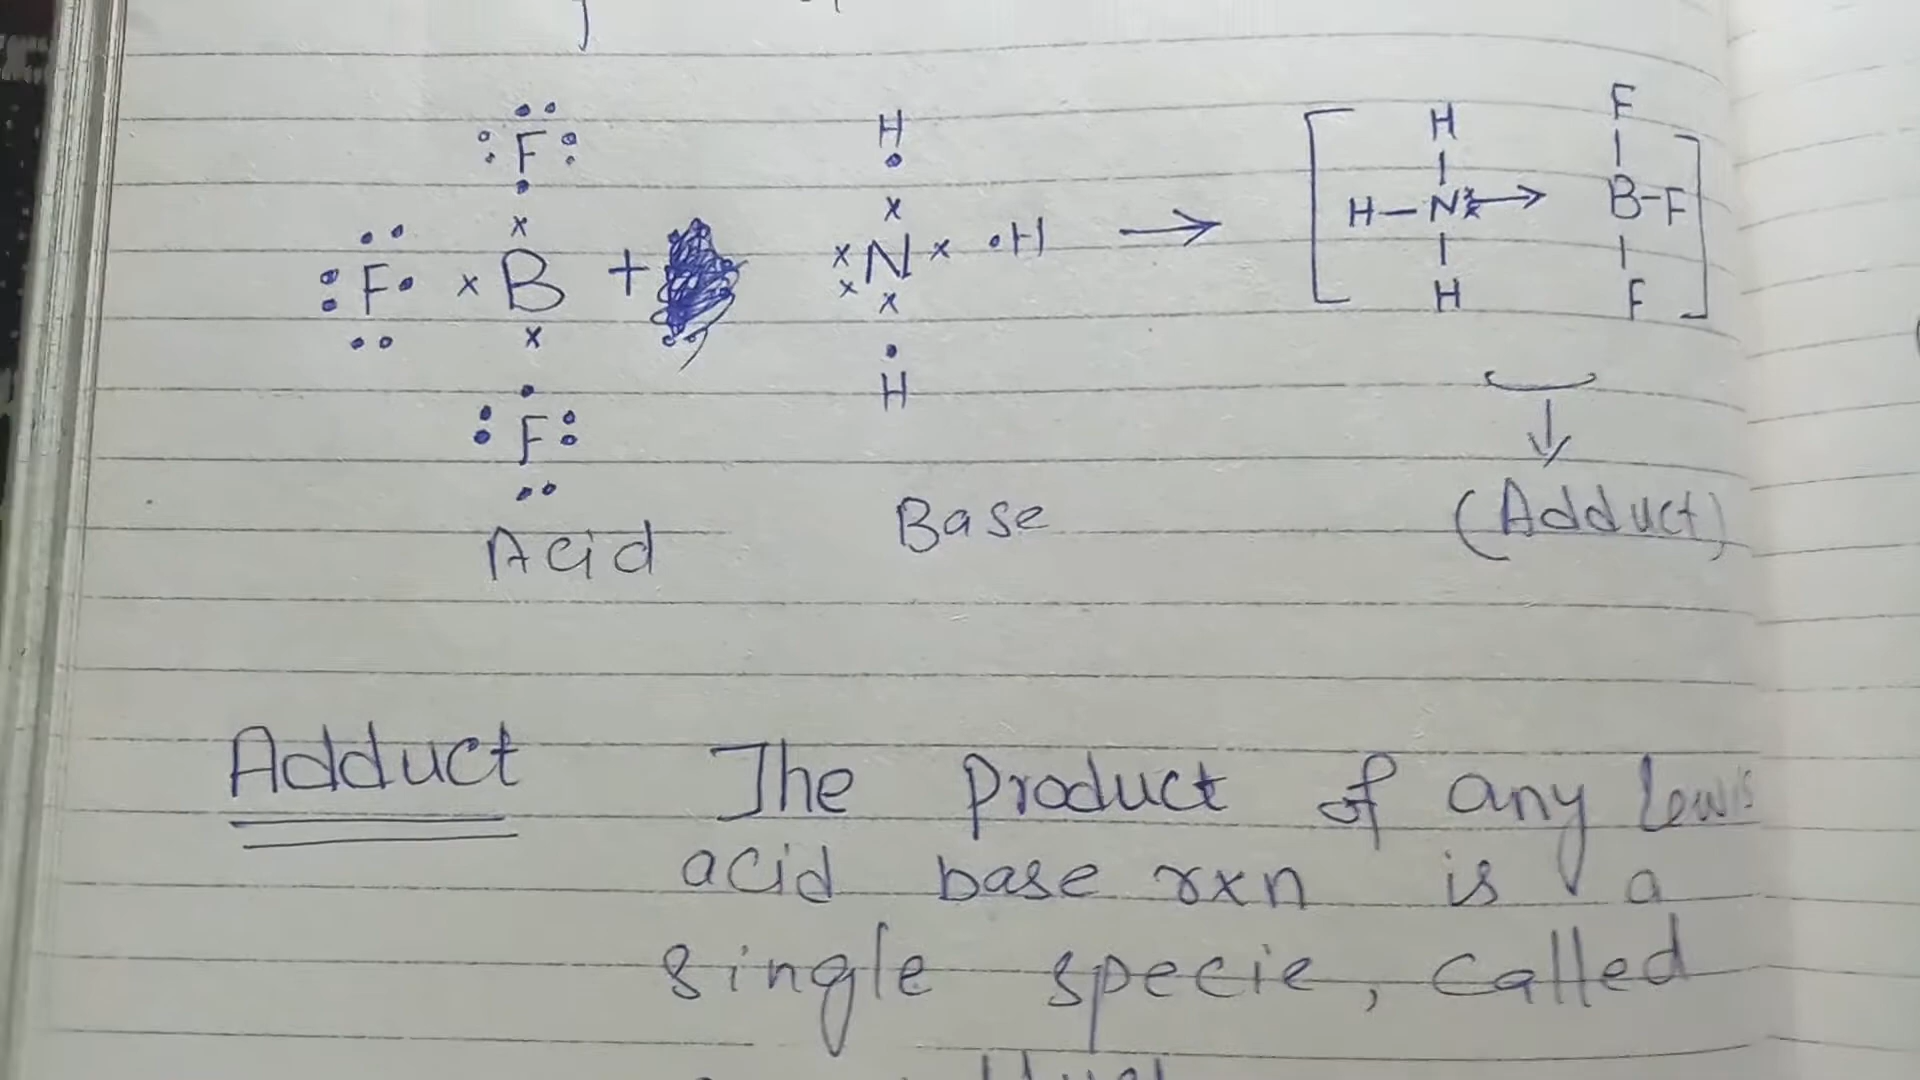 H
F
F
H
:F: B + N H → [ H–N→ B–F ]
H
F
H
F
Acid Base (Adduct)
Adduct The Product of any Lewis
acid base rxn is a
single specie, called